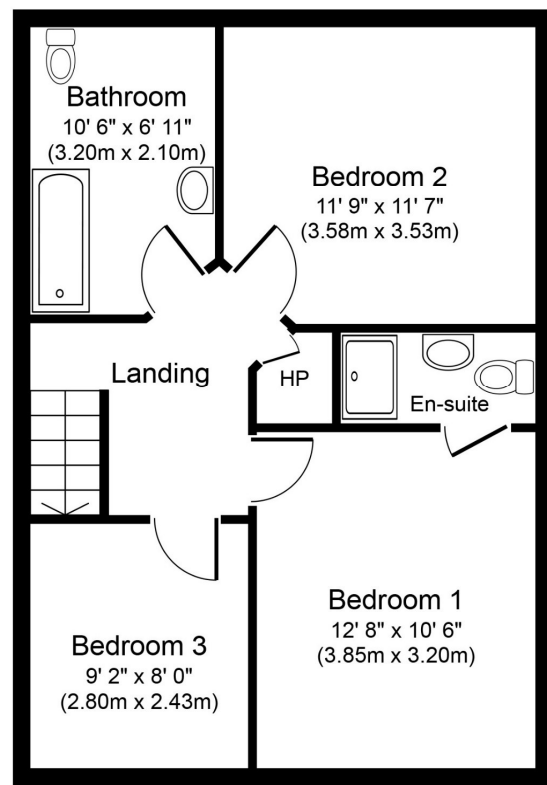 Bathroom
10' 6" x 6' 11"
(3.20m x 2.10m)
Bedroom 2
11' 9" x 11' 7"
(3.58m x 3.53m)
Landing
HP
En-suite
Bedroom 1
12' 8" x 10' 6"
(3.85m x 3.20m)
Bedroom 3
9' 2" x 8' 0"
(2.80m x 2.43m)